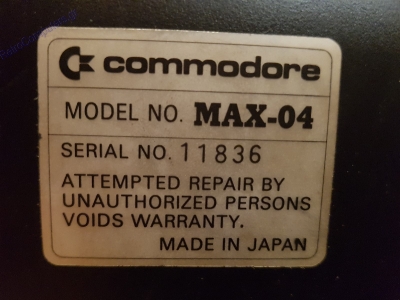 commodore
MODEL NO. MAX-04
SERIAL NO. 11836
ATTEMPTED REPAIR BY
UNAUTHORIZED PERSONS
VOIDS WARRANTY.
MADE IN JAPAN